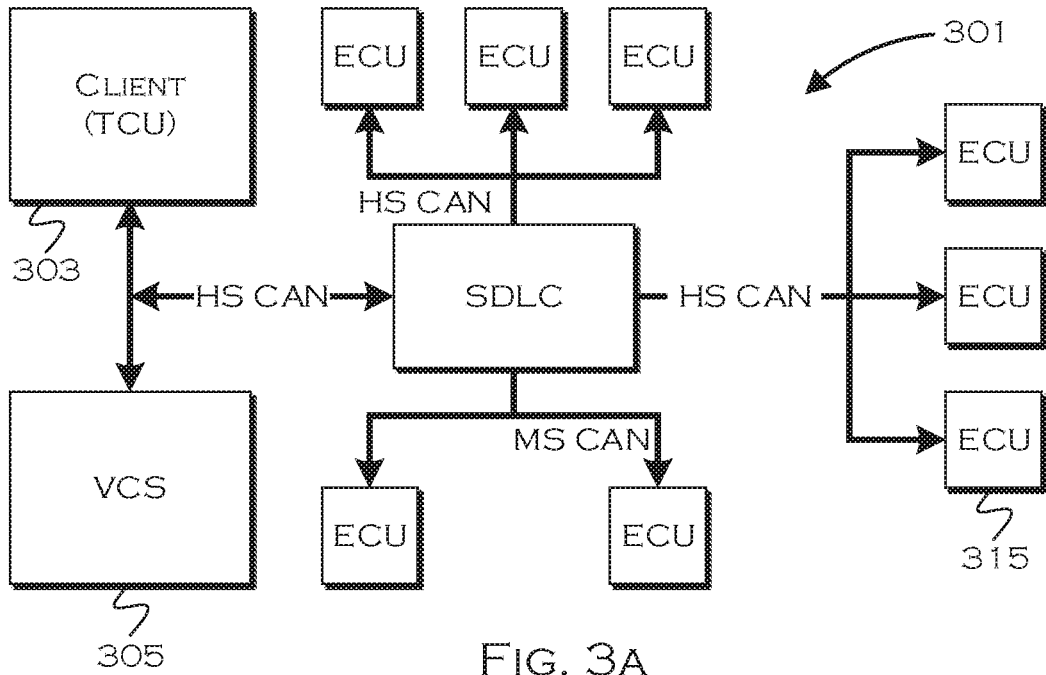 301
CLIENT
(TCU)
ECU
ECU
ECU
ECU
HS CAN
303
HS CAN
SDLC
HS CAN
ECU
VCS
MS CAN
ECU
ECU
ECU
315
305
FIG. 3A